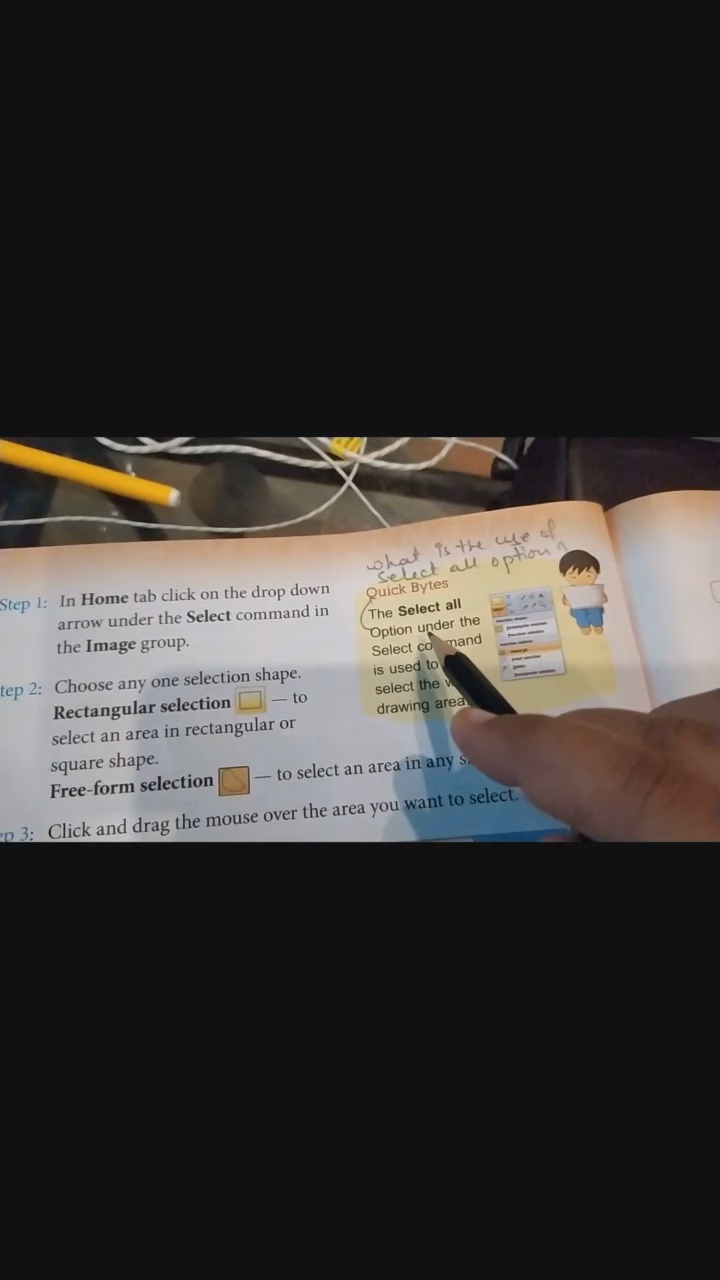 what is the use of
select all option?
Quick Bytes
The Select all
Option under the
Select
is used to
select the
drawing area
Step 1: In Home tab click on the drop down
arrow under the Select command in
the Image group.
tep 2: Choose any one selection shape.
Rectangular selection — to
select an area in rectangular or
square shape.
Free-form selection — to select an area in any s
ep 3: Click and drag the mouse over the area you want to select.